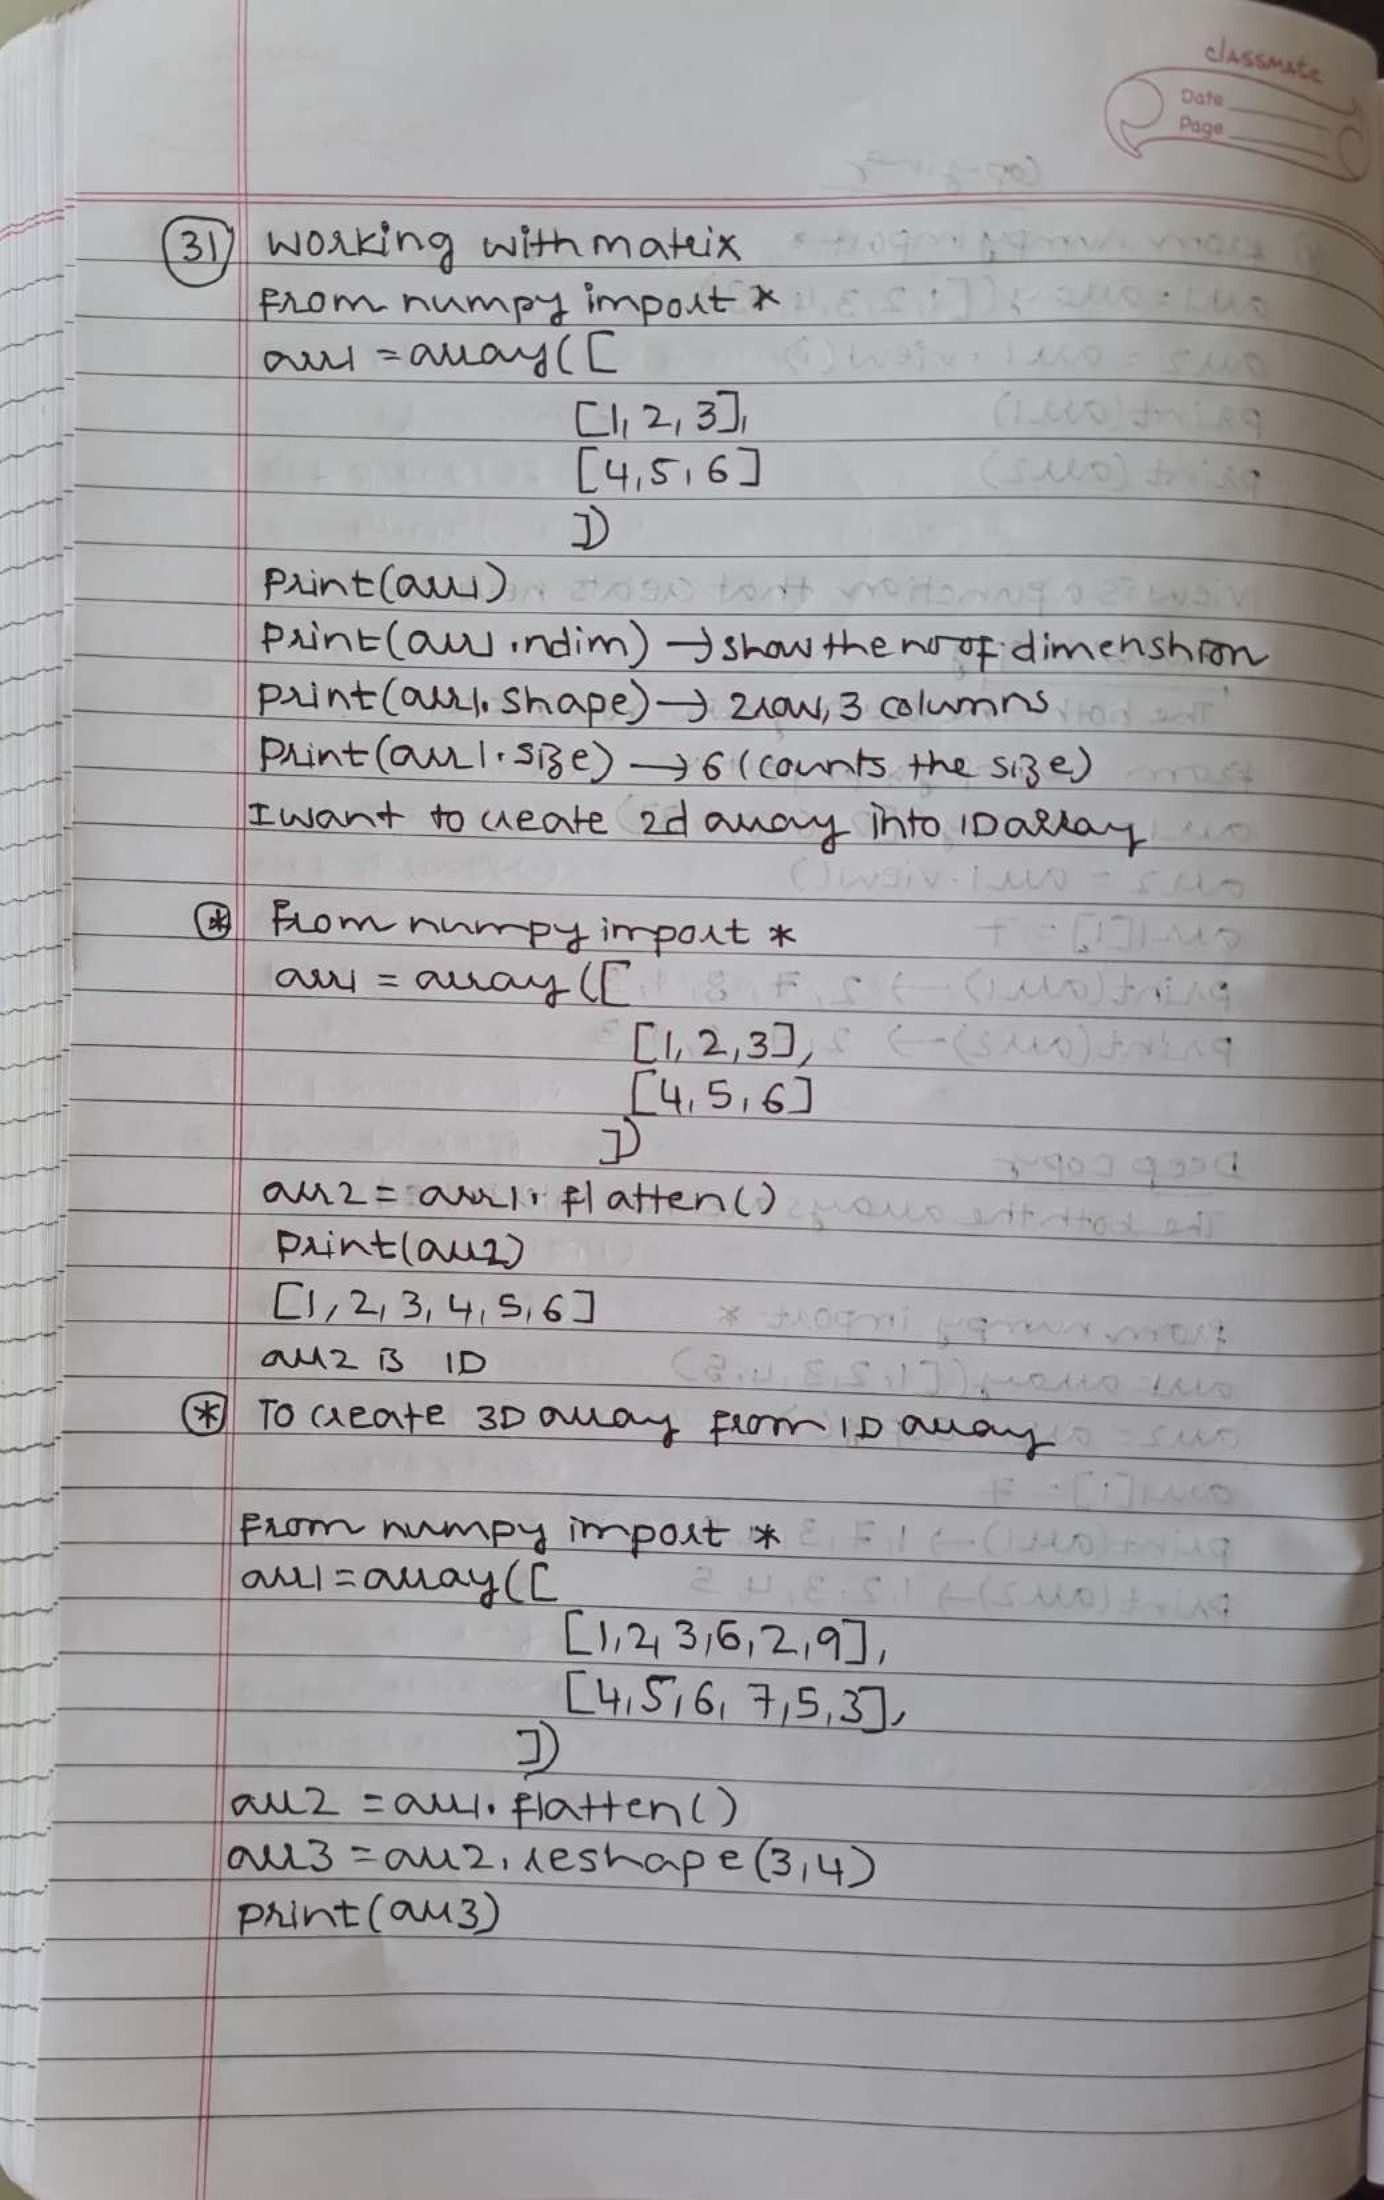 classmate
Date
Page
31 working with matrix
from numpy import *
arr1 = array([
[1, 2, 3],
[4, 5, 6]
])
print(arr1)
print(arr1.ndim) → show the no of dimenshion
print(arr1.shape) → 2 row, 3 columns
print(arr1.size) → 6 (counts the size)
I want to create 2d array into 1D array
* from numpy import *
arr1 = array([
[1, 2, 3],
[4, 5, 6]
])
arr2 = arr1.flatten()
print(arr2)
[1, 2, 3, 4, 5, 6]
arr2 is 1D
* To create 3D array from 1D array
from numpy import *
arr1 = array([
[1, 2, 3, 6, 2, 9],
[4, 5, 6, 7, 5, 3],
])
arr2 = arr1.flatten()
arr3 = arr2.reshape(3,4)
print(arr3)